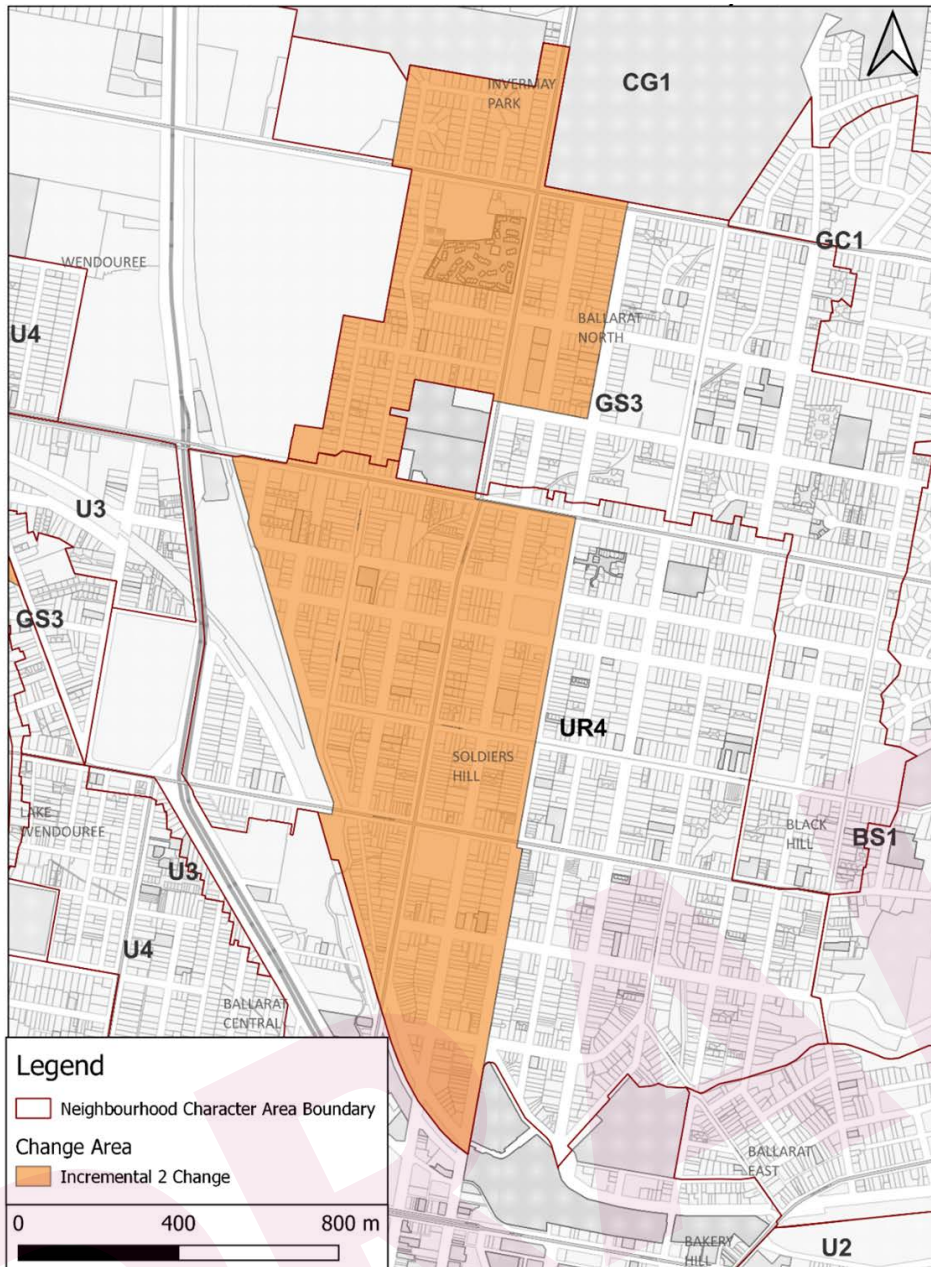 INVERMAY
PARK
CG1
GC1
WENDOUREE
U4
BALLARAT
NORTH
GS3
U3
GS3
UR4
SOLDIERS
HILL
LAKE
WENDOUREE
U3
BLACK
HILL
BS1
U4
BALLARAT
CENTRAL
BALLARAT
EAST
BAKERY
HILL
U2
Legend
Neighbourhood Character Area Boundary
Change Area
Incremental 2 Change
0 400 800 m